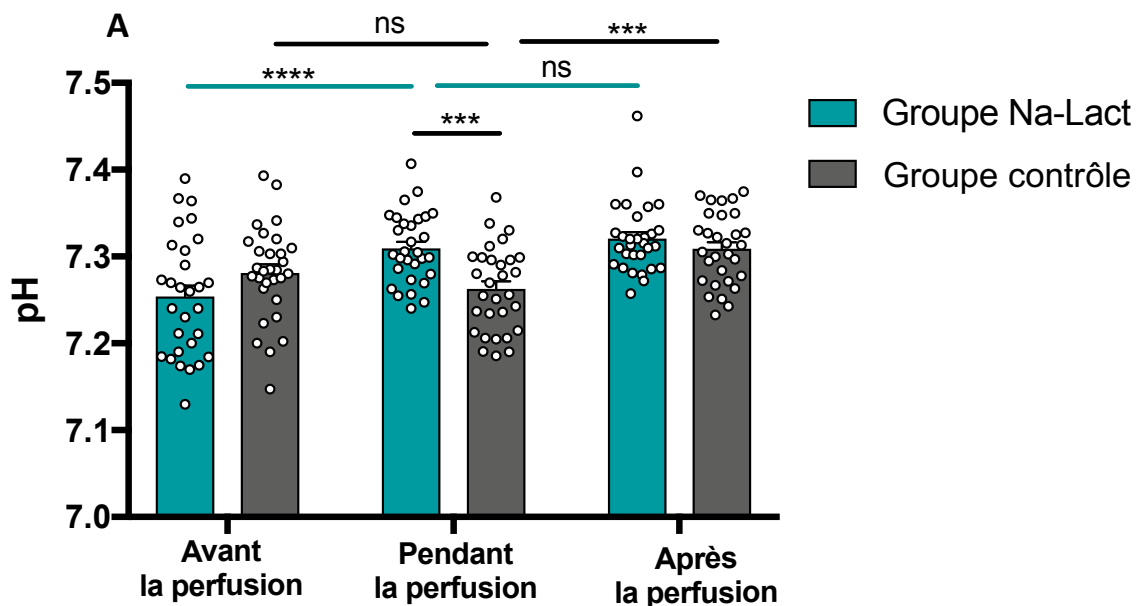 A
ns
***
****
ns
***
7.5
7.4
7.3
7.2
7.1
7.0
pH
Groupe Na-Lact
Groupe contrôle
Avant
la perfusion
Pendant
la perfusion
Après
la perfusion